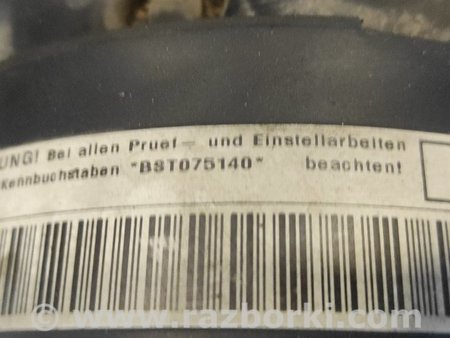 UNG! Bei allen Pruef- und Einstellarbeiten
kennbuchstaben "BST075140" beachten!
www.razborki.com